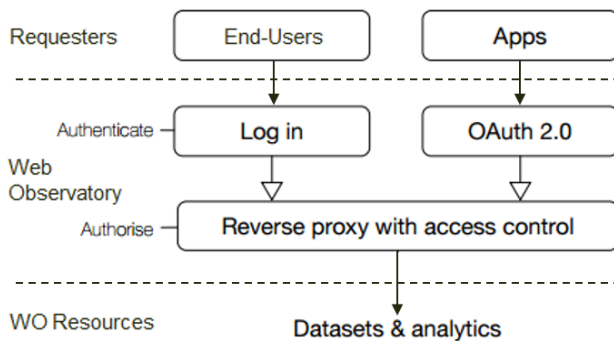 Requesters
End-Users
Apps
Authenticate
Log in
OAuth 2.0
Web
Observatory
Authorise
Reverse proxy with access control
WO Resources
Datasets & analytics